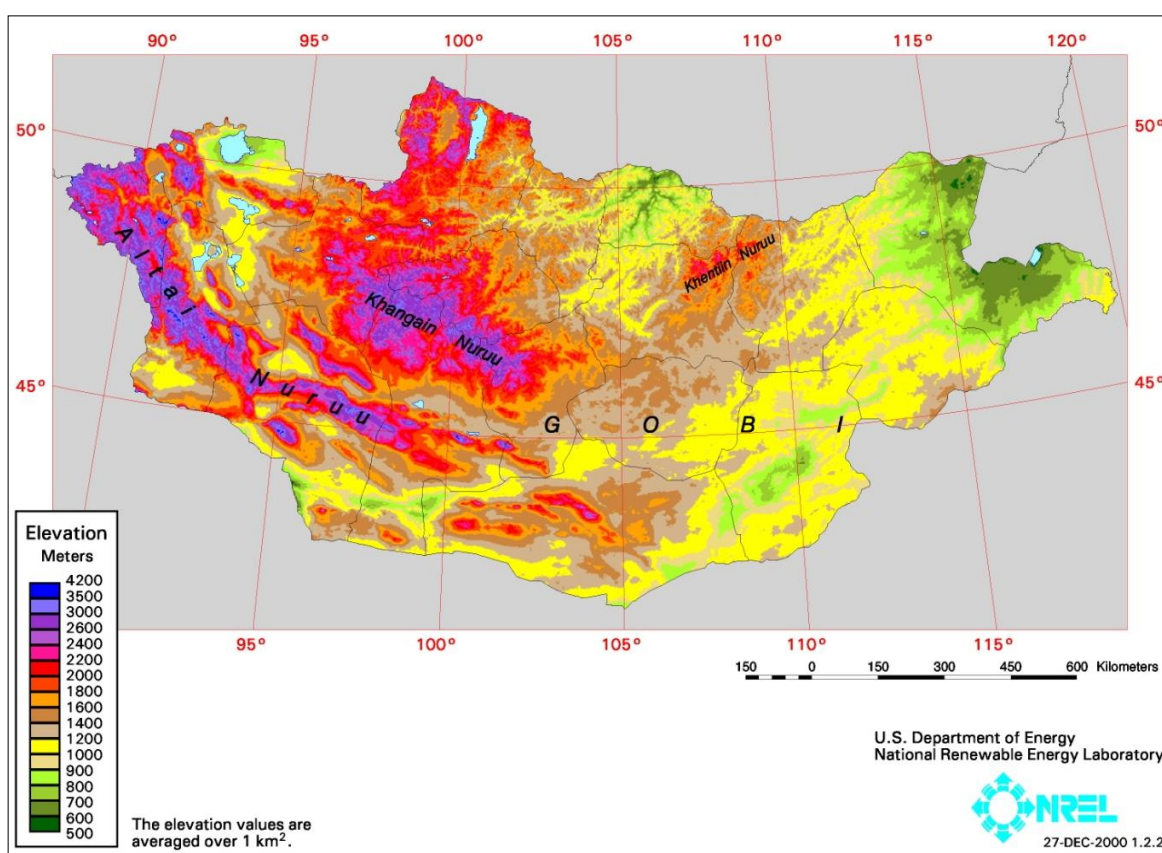 90° 95° 100° 105° 110° 115° 120°
50° 50°
Altai
Khangain Nuruu
Khentiin Nuruu
Nuruu
45° 45°
G O B I
95° 100° 105° 110° 115°
Elevation
Meters
4200
3500
3000
2600
2400
2200
2000
1800
1600
1400
1200
1000
900
800
700
600
500
The elevation values are
averaged over 1 km².
150 0 150 300 450 600 Kilometers
U.S. Department of Energy
National Renewable Energy Laboratory
NREL
27-DEC-2000 1.2.2